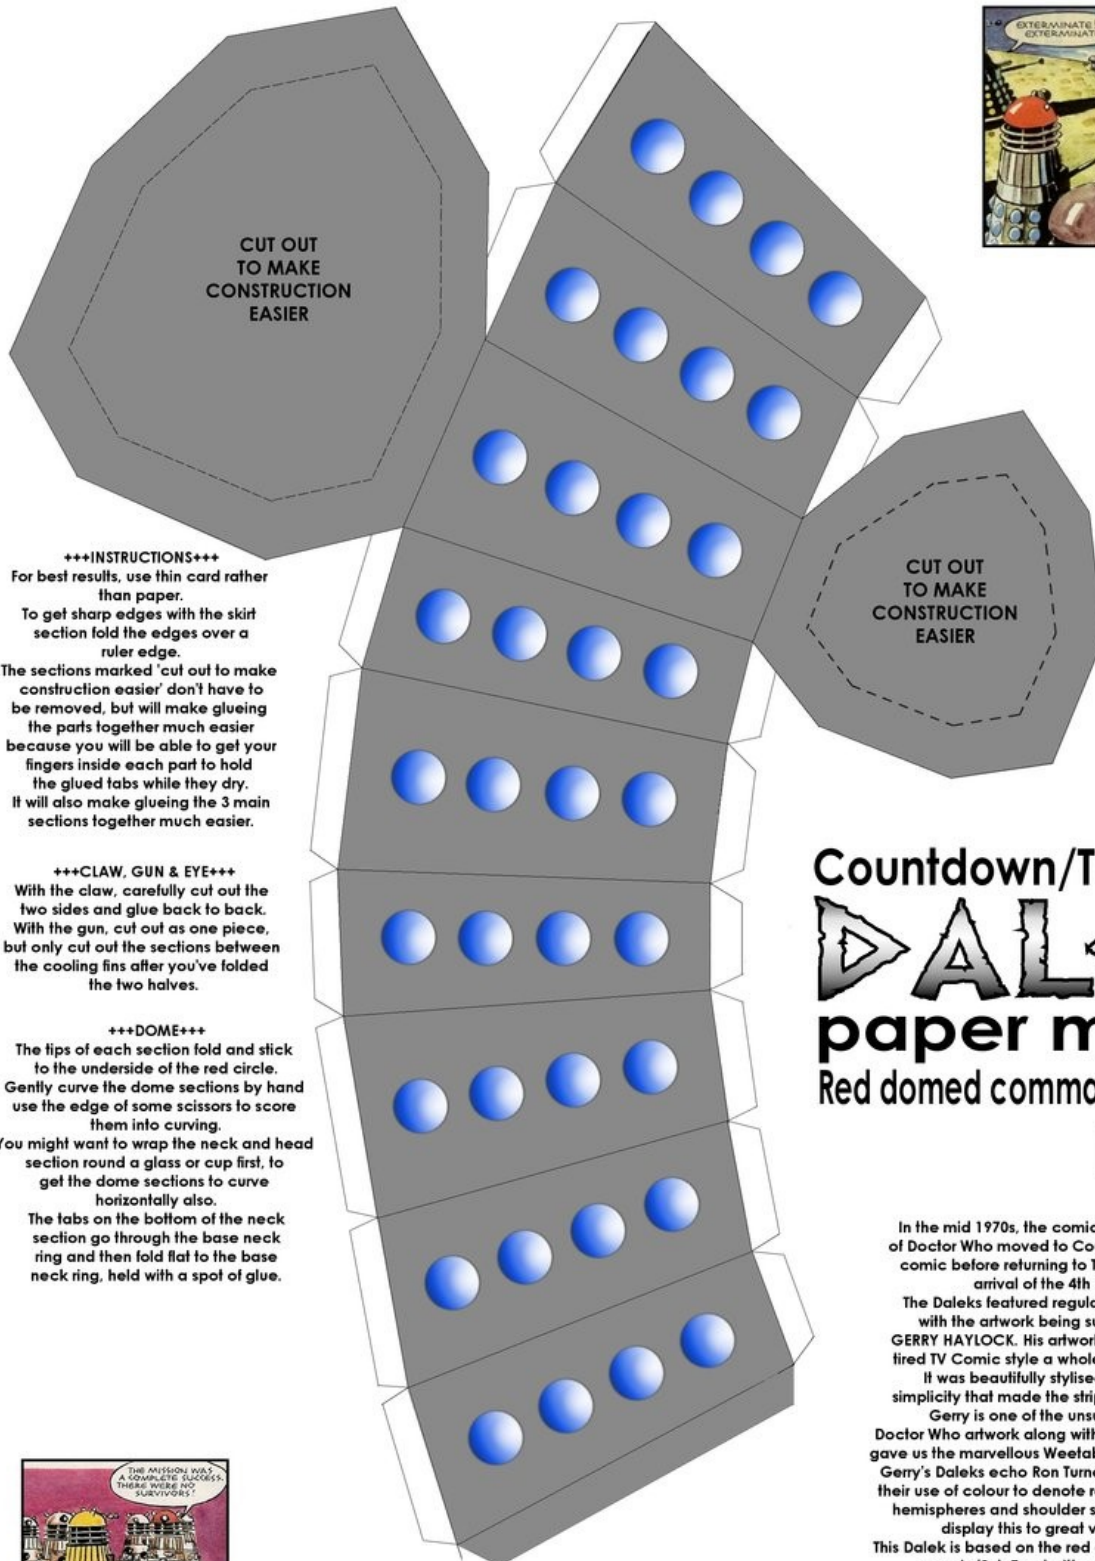 EXTERMINATE!
EXTERMINAT
CUT OUT
TO MAKE
CONSTRUCTION
EASIER
CUT OUT
TO MAKE
CONSTRUCTION
EASIER
+++INSTRUCTIONS+++
For best results, use thin card rather
than paper.
To get sharp edges with the skirt
section fold the edges over a
ruler edge.
The sections marked 'cut out to make
construction easier' don't have to
be removed, but will make glueing
the parts together much easier
because you will be able to get your
fingers inside each part to hold
the glued tabs while they dry.
It will also make glueing the 3 main
sections together much easier.
+++CLAW, GUN & EYE+++
With the claw, carefully cut out the
two sides and glue back to back.
With the gun, cut out as one piece,
but only cut out the sections between
the cooling fins after you've folded
the two halves.
+++DOME+++
The tips of each section fold and stick
to the underside of the red circle.
Gently curve the dome sections by hand
use the edge of some scissors to score
them into curving.
You might want to wrap the neck and head
section round a glass or cup first, to
get the dome sections to curve
horizontally also.
The tabs on the bottom of the neck
section go through the base neck
ring and then fold flat to the base
neck ring, held with a spot of glue.
THE MISSION WAS
A COMPLETE SUCCESS.
THERE WERE NO
SURVIVORS!
Countdown/T
DAL
paper m
Red domed comma
In the mid 1970s, the comic
of Doctor Who moved to Co
comic before returning to T
arrival of the 4th
The Daleks featured regula
with the artwork being su
GERRY HAYLOCK. His artwork
tired TV Comic style a whole
It was beautifully stylise
simplicity that made the strip
Gerry is one of the unsu
Doctor Who artwork along with
gave us the marvellous Weetab
Gerry's Daleks echo Ron Turne
their use of colour to denote r
hemispheres and shoulder s
display this to great v
This Dalek is based on the red